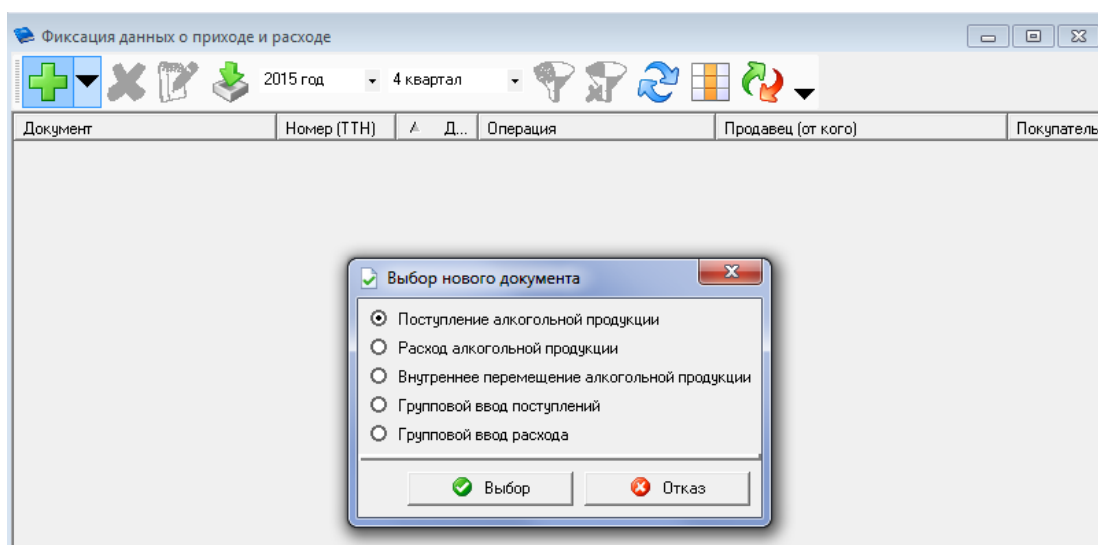 Фиксация данных о приходе и расходе
2015 год 4 квартал
Документ Номер (ТТН) Д... Операция Продавец (от кого) Покупатель
Выбор нового документа
Поступление алкогольной продукции
Расход алкогольной продукции
Внутреннее перемещение алкогольной продукции
Групповой ввод поступлений
Групповой ввод расхода
Выбор Отказ